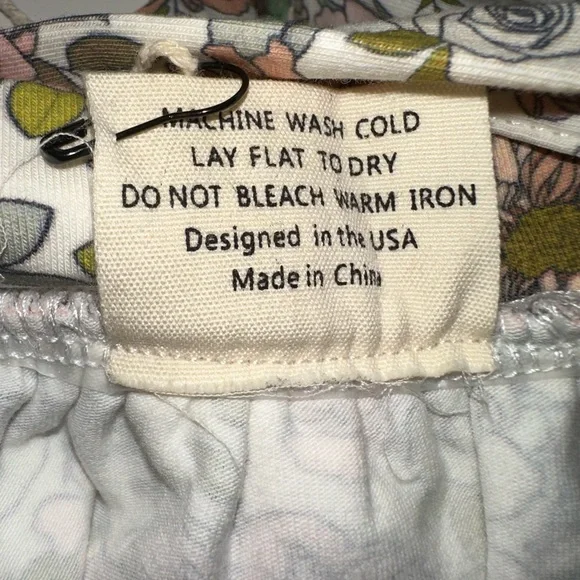 MACHINE WASH COLD
LAY FLAT TO DRY
DO NOT BLEACH WARM IRON
Designed in the USA
Made in China